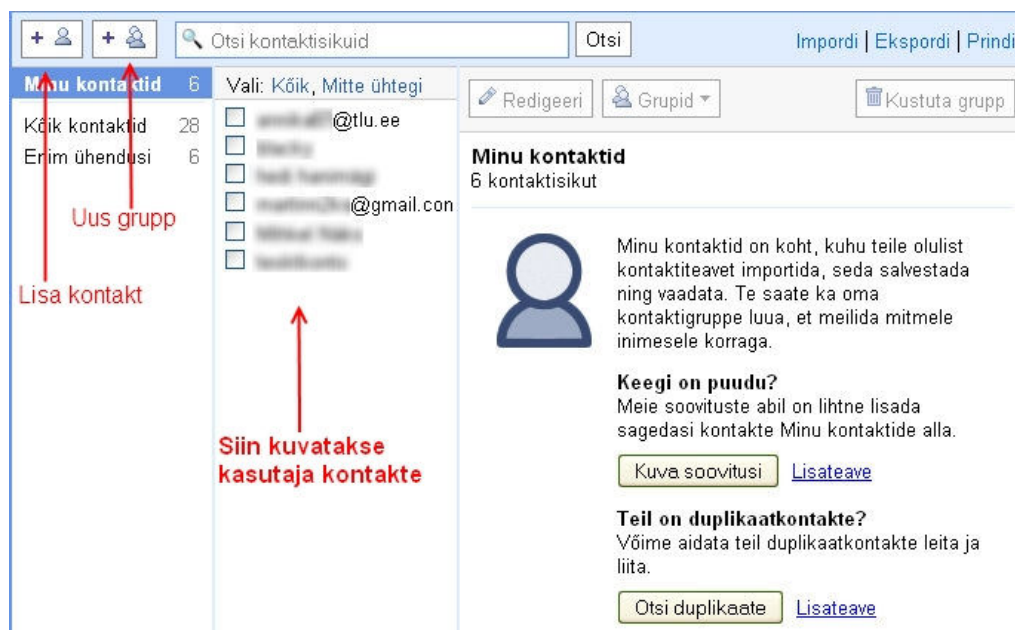 Otsi kontaktisikuid
Otsi
Impordi | Ekspordi | Prindi
Minu kontaktid 6
Kõik kontaktid 28
Enim ühendusi 6
Uus grupp
Lisa kontakt
Vali: Kõik, Mitte ühtegi
@tlu.ee
@gmail.con
Siin kuvatakse
kasutaja kontakte
Redigeeri
Grupid
Kustuta grupp
Minu kontaktid
6 kontaktisikut
Minu kontaktid on koht, kuhu teile olulist
kontaktiteavet importida, seda salvestada
ning vaadata. Te saate ka oma
kontaktigruppe luua, et meilida mitmele
inimesele korraga.
Keegi on puudu?
Meie soovituste abil on lihtne lisada
sagedasi kontakte Minu kontaktide alla.
Kuva soovitusi Lisateave
Teil on duplikaatkontakte?
Võime aidata teil duplikaatkontakte leita ja
liita.
Otsi duplikaate Lisateave